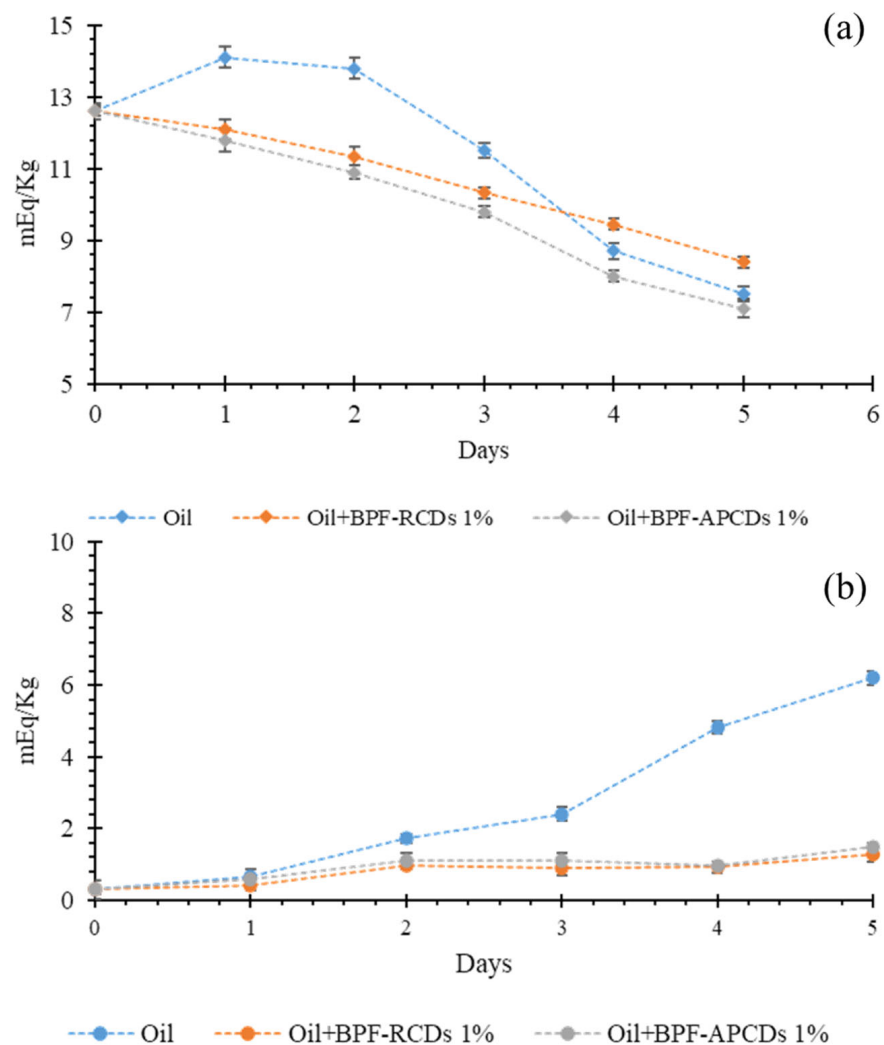 (a)
15
13
11
9
7
5
mEq/Kg
0 1 2 3 4 5 6
Days
Oil Oil+BPF-RCDs 1% Oil+BPF-APCDs 1%
(b)
10
8
6
4
2
0
mEq/Kg
0 1 2 3 4 5
Days
Oil Oil+BPF-RCDs 1% Oil+BPF-APCDs 1%